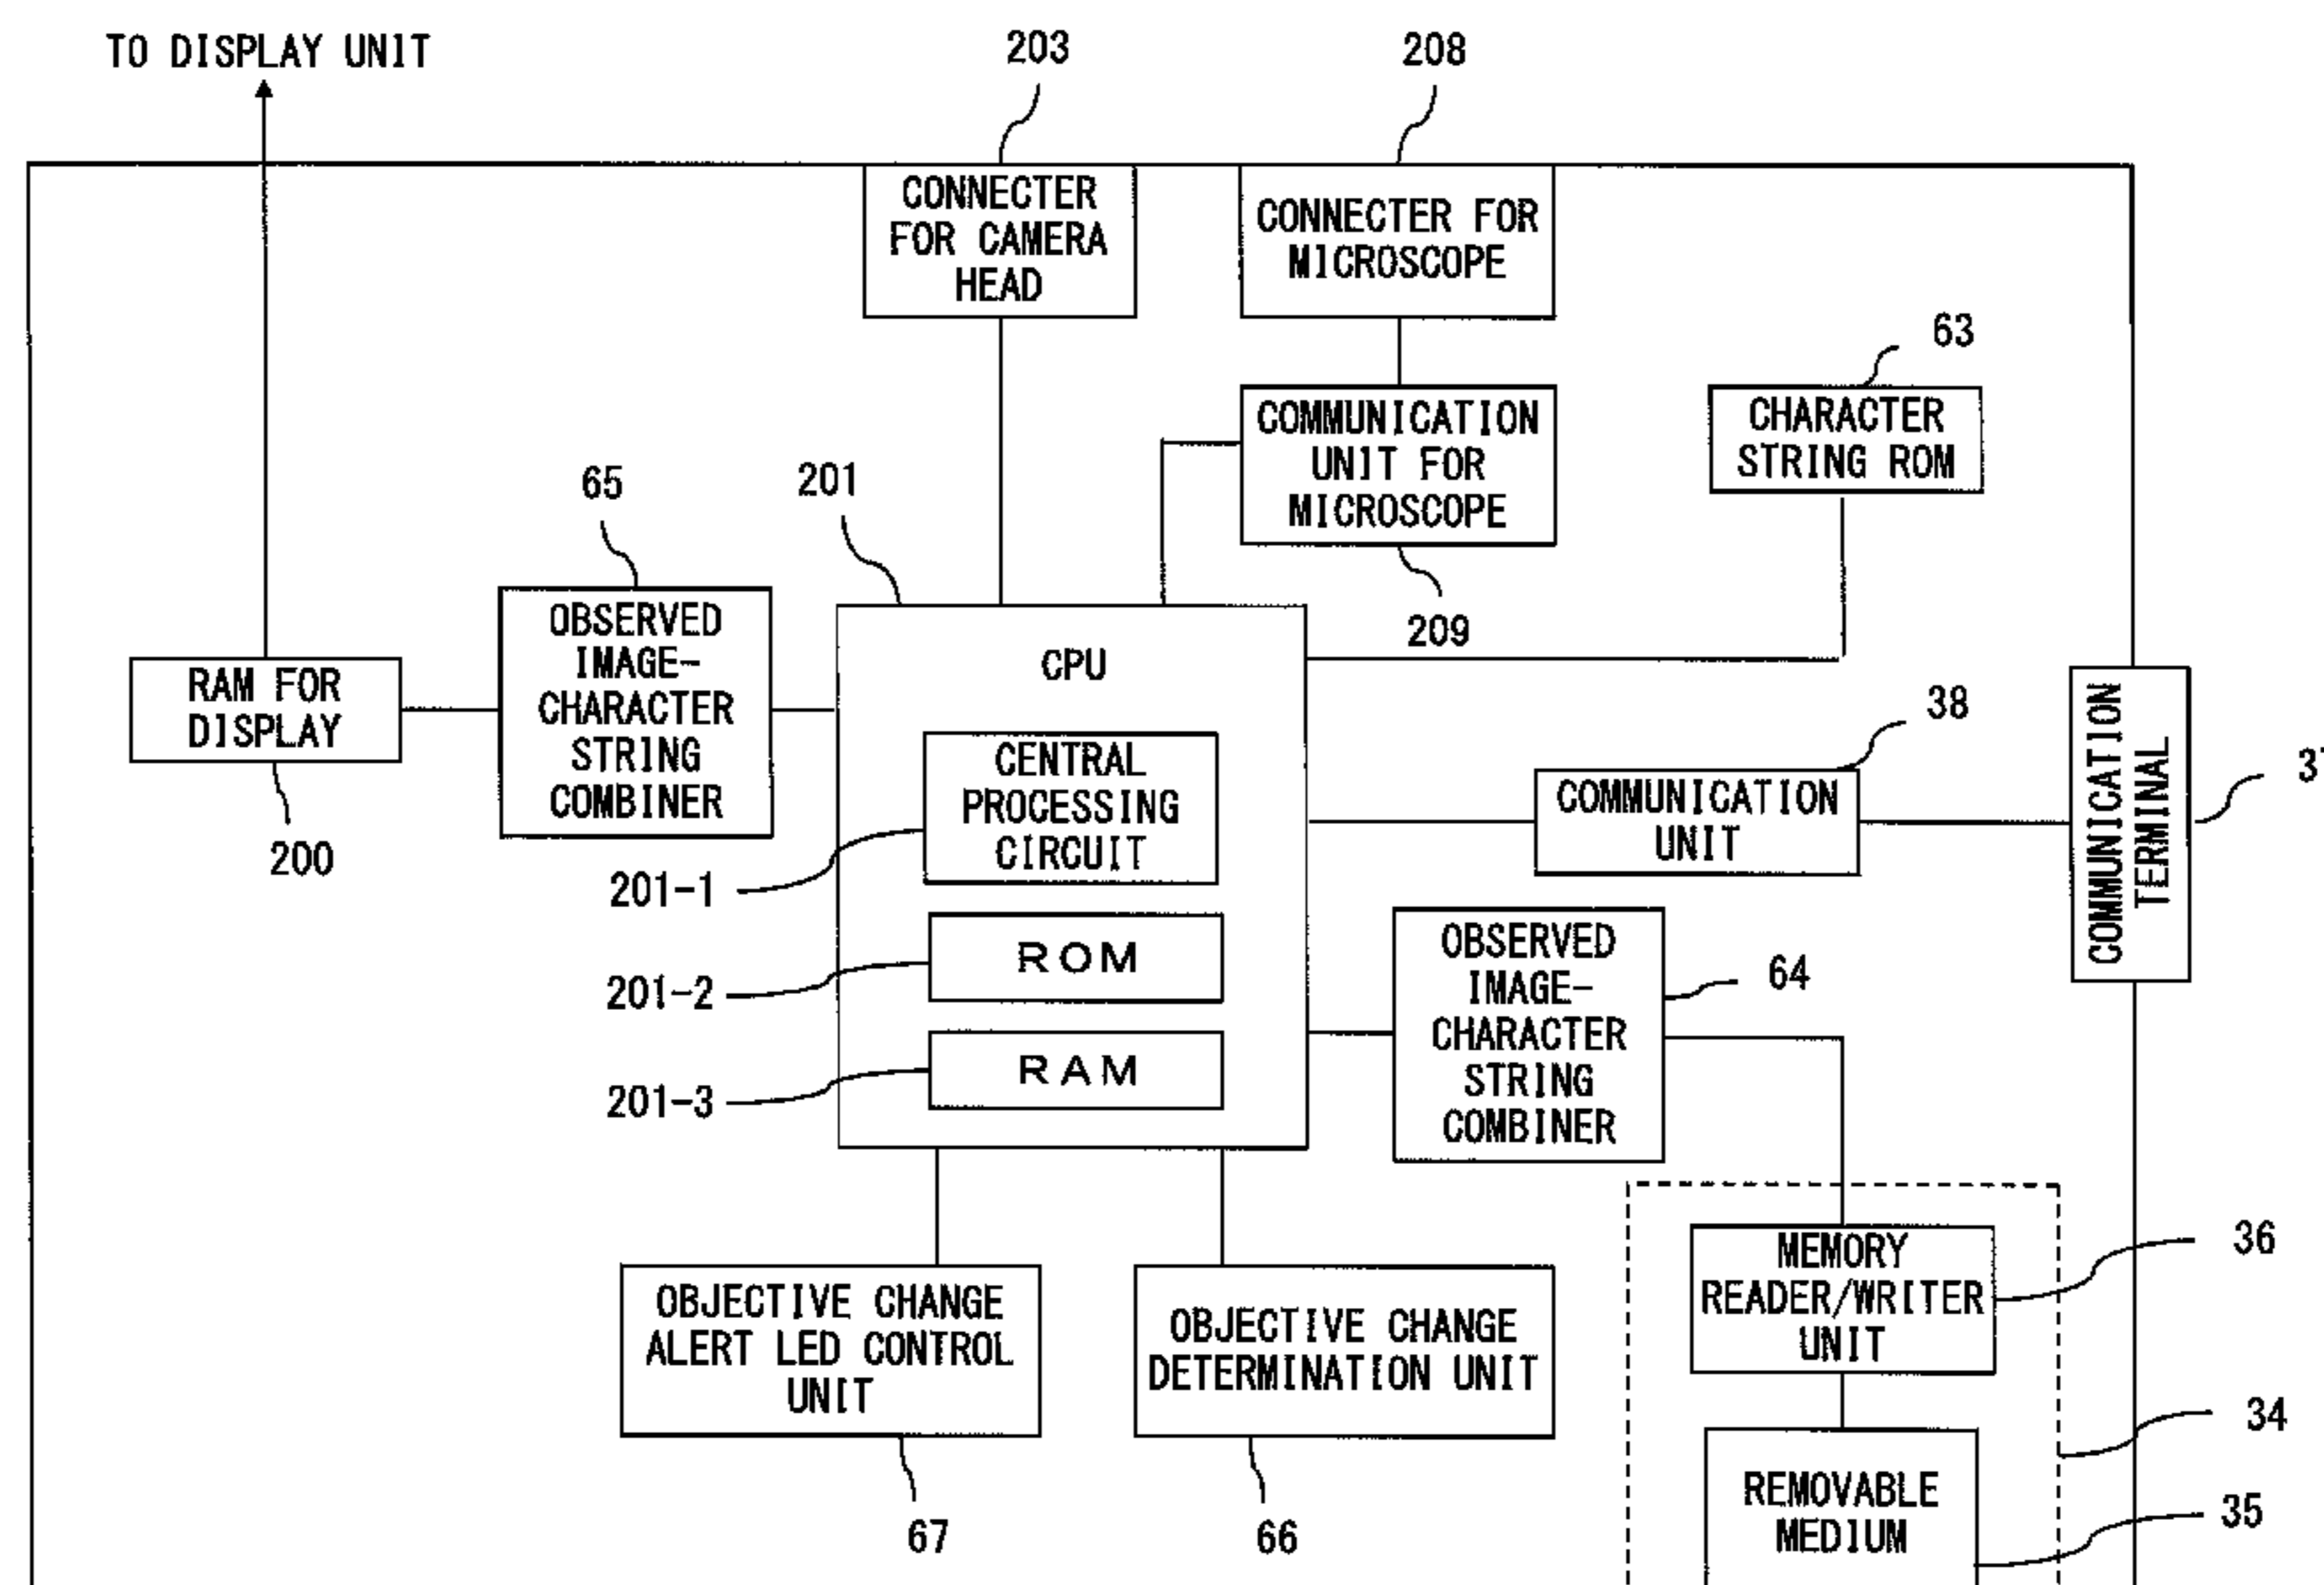 TO DISPLAY UNIT
203
208
CONNECTER
FOR CAMERA
HEAD
CONNECTER FOR
MICROSCOPE
63
CHARACTER
STRING ROM
COMMUNICATION
UNIT FOR
MICROSCOPE
209
65
201
OBSERVED
IMAGE-
CHARACTER
STRING
COMBINER
RAM FOR
DISPLAY
200
CPU
CENTRAL
PROCESSING
CIRCUIT
201-1
ROM
201-2
RAM
201-3
38
COMMUNICATION
UNIT
COMMUNICATION
TERMINAL
OBSERVED
IMAGE-
CHARACTER
STRING
COMBINER
64
MEMORY
READER/WRITER
UNIT
36
34
REMOVABLE
MEDIUM
35
OBJECTIVE CHANGE
ALERT LED CONTROL
UNIT
67
OBJECTIVE CHANGE
DETERMINATION UNIT
66